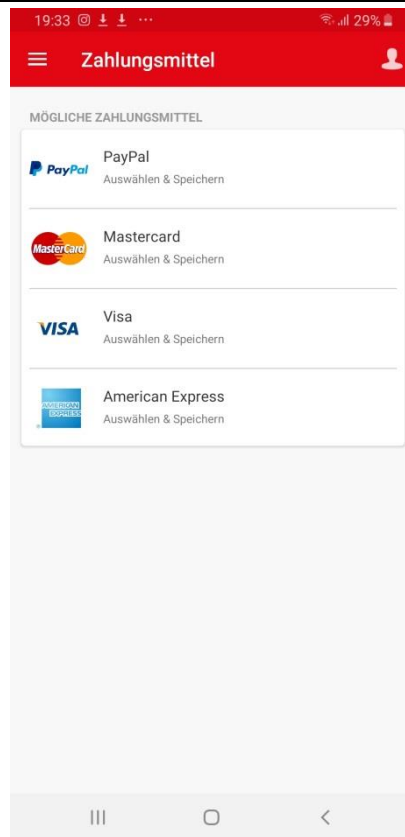 19:33 29%
Zahlungsmittel
MÖGLICHE ZAHLUNGSMITTEL
PayPal
PayPal
Auswählen & Speichern
MasterCard
Mastercard
Auswählen & Speichern
VISA
Visa
Auswählen & Speichern
AMERICAN
EXPRESS
American Express
Auswählen & Speichern